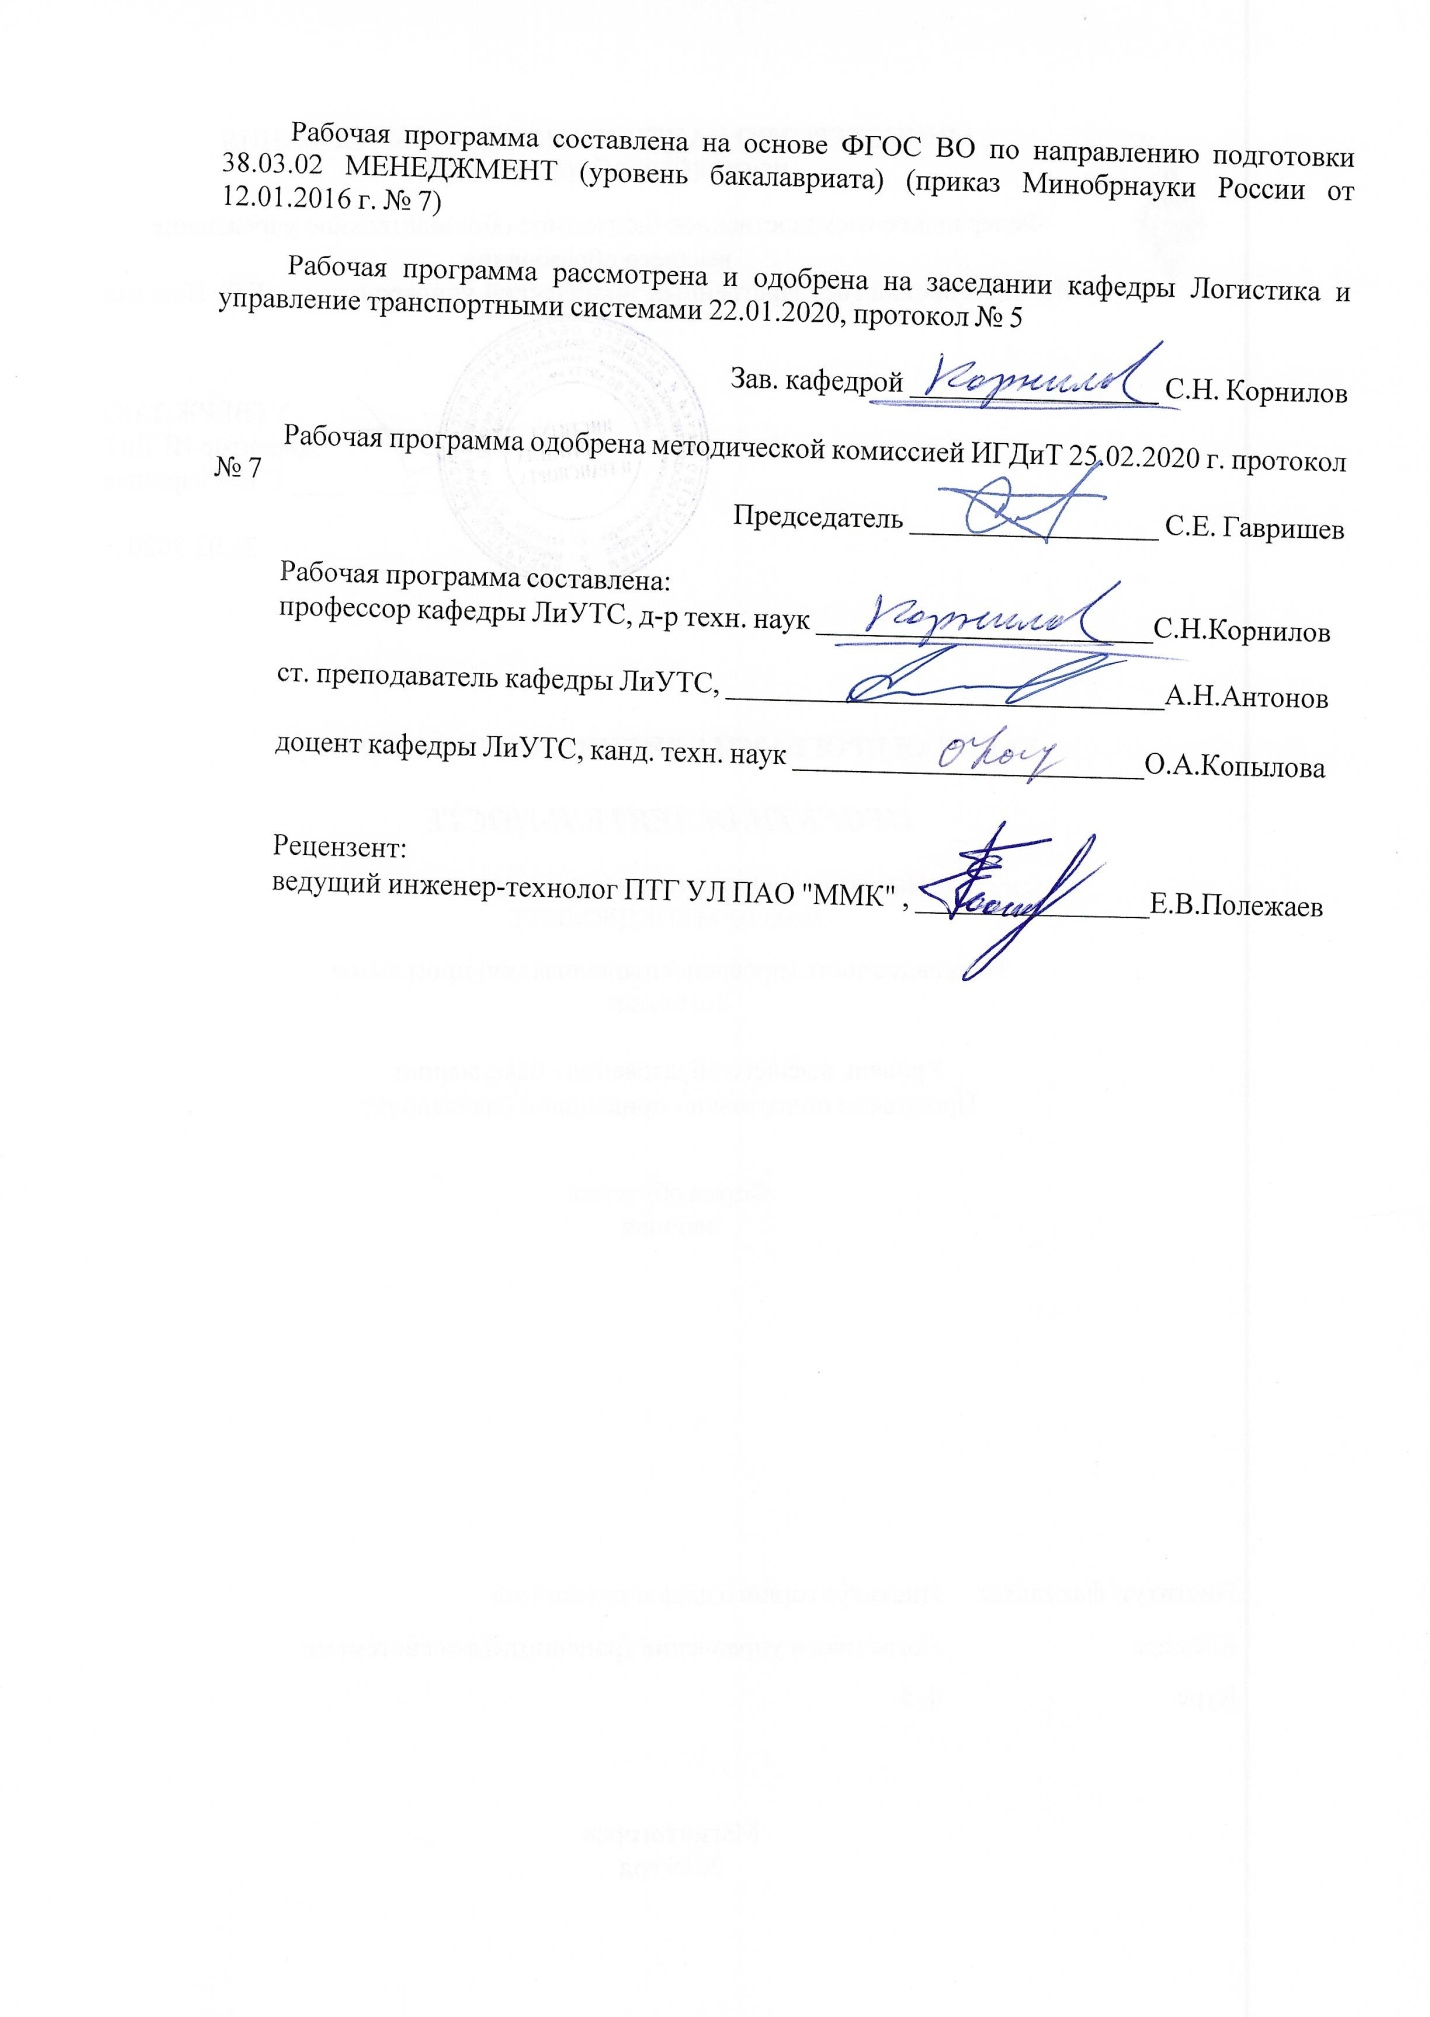 Рабочая программа составлена на основе ФГОС ВО по направлению подготовки
38.03.02 МЕНЕДЖМЕНТ (уровень бакалавриата) (приказ Минобрнауки России от
12.01.2016 г. № 7)
Рабочая программа рассмотрена и одобрена на заседании кафедры Логистика и
управление транспортными системами 22.01.2020, протокол № 5
Зав. кафедрой Корнилов С.Н. Корнилов
Рабочая программа одобрена методической комиссией ИГДиТ 25.02.2020 г. протокол
№ 7
Председатель С.Е. Гавришев
Рабочая программа составлена:
профессор кафедры ЛиУТС, д-р техн. наук Корнилов С.Н.Корнилов
ст. преподаватель кафедры ЛиУТС, А.Н.Антонов
доцент кафедры ЛиУТС, канд. техн. наук О.А.Копылова
Рецензент:
ведущий инженер-технолог ПТГ УЛ ПАО "ММК" , Е.В.Полежаев